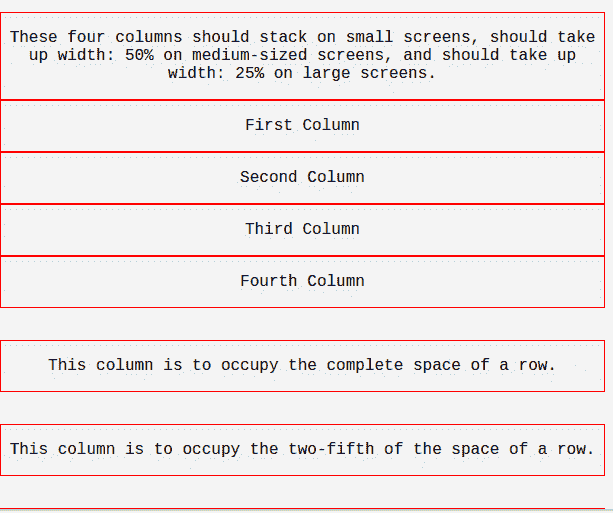 These four columns should stack on small screens, should take
up width: 50% on medium-sized screens, and should take up
width: 25% on large screens.
First Column
Second Column
Third Column
Fourth Column
This column is to occupy the complete space of a row.
This column is to occupy the two-fifth of the space of a row.